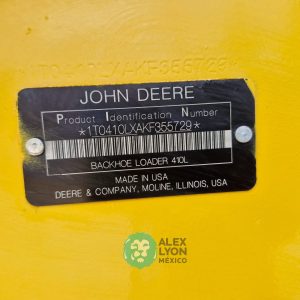 *1T0410LXAKF355729*
JOHN DEERE
Product Identification Number
*1T0410LXAKF355729*
BACKHOE LOADER 410L
MADE IN USA
DEERE & COMPANY, MOLINE, ILLINOIS, USA
ALEX
LYON
MÉXICO